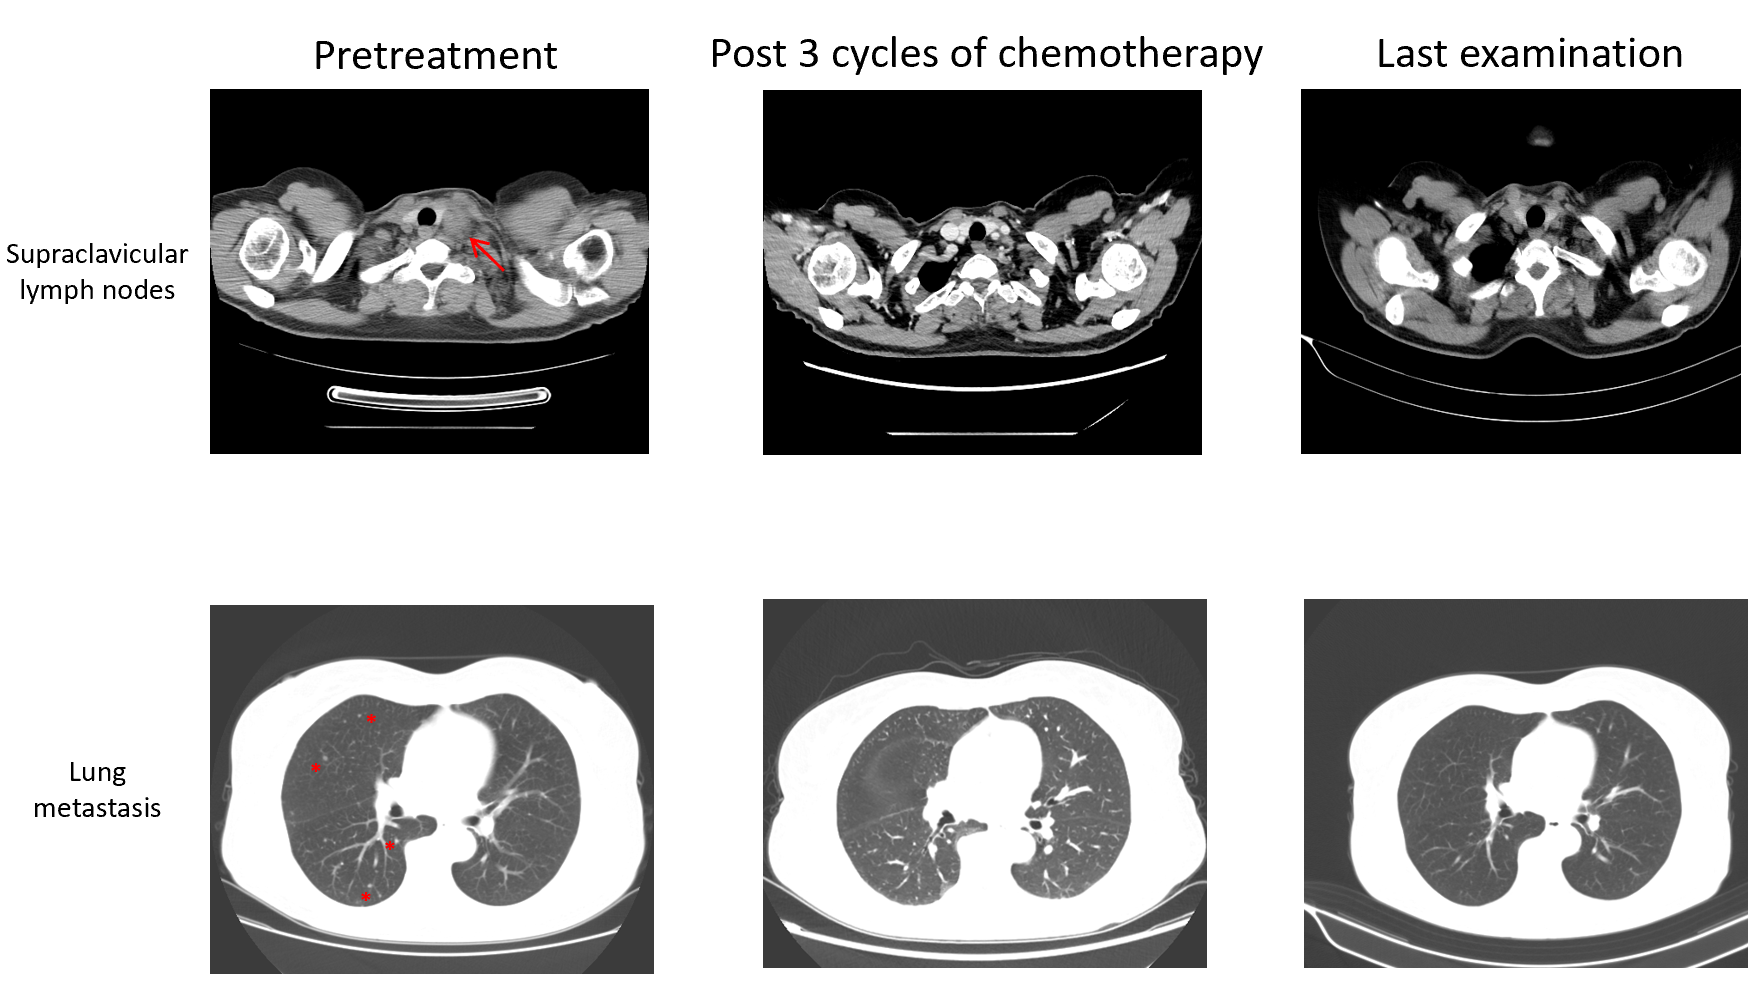 Pretreatment
Post 3 cycles of chemotherapy
Last examination
Supraclavicular
lymph nodes
Lung
metastasis